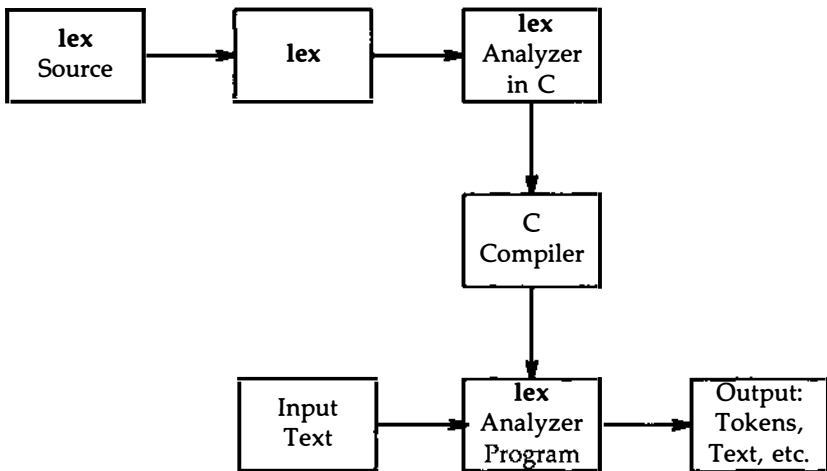 lex
Source
lex
lex
Analyzer
in C
C
Compiler
Input
Text
lex
Analyzer
Program
Output:
Tokens,
Text, etc.